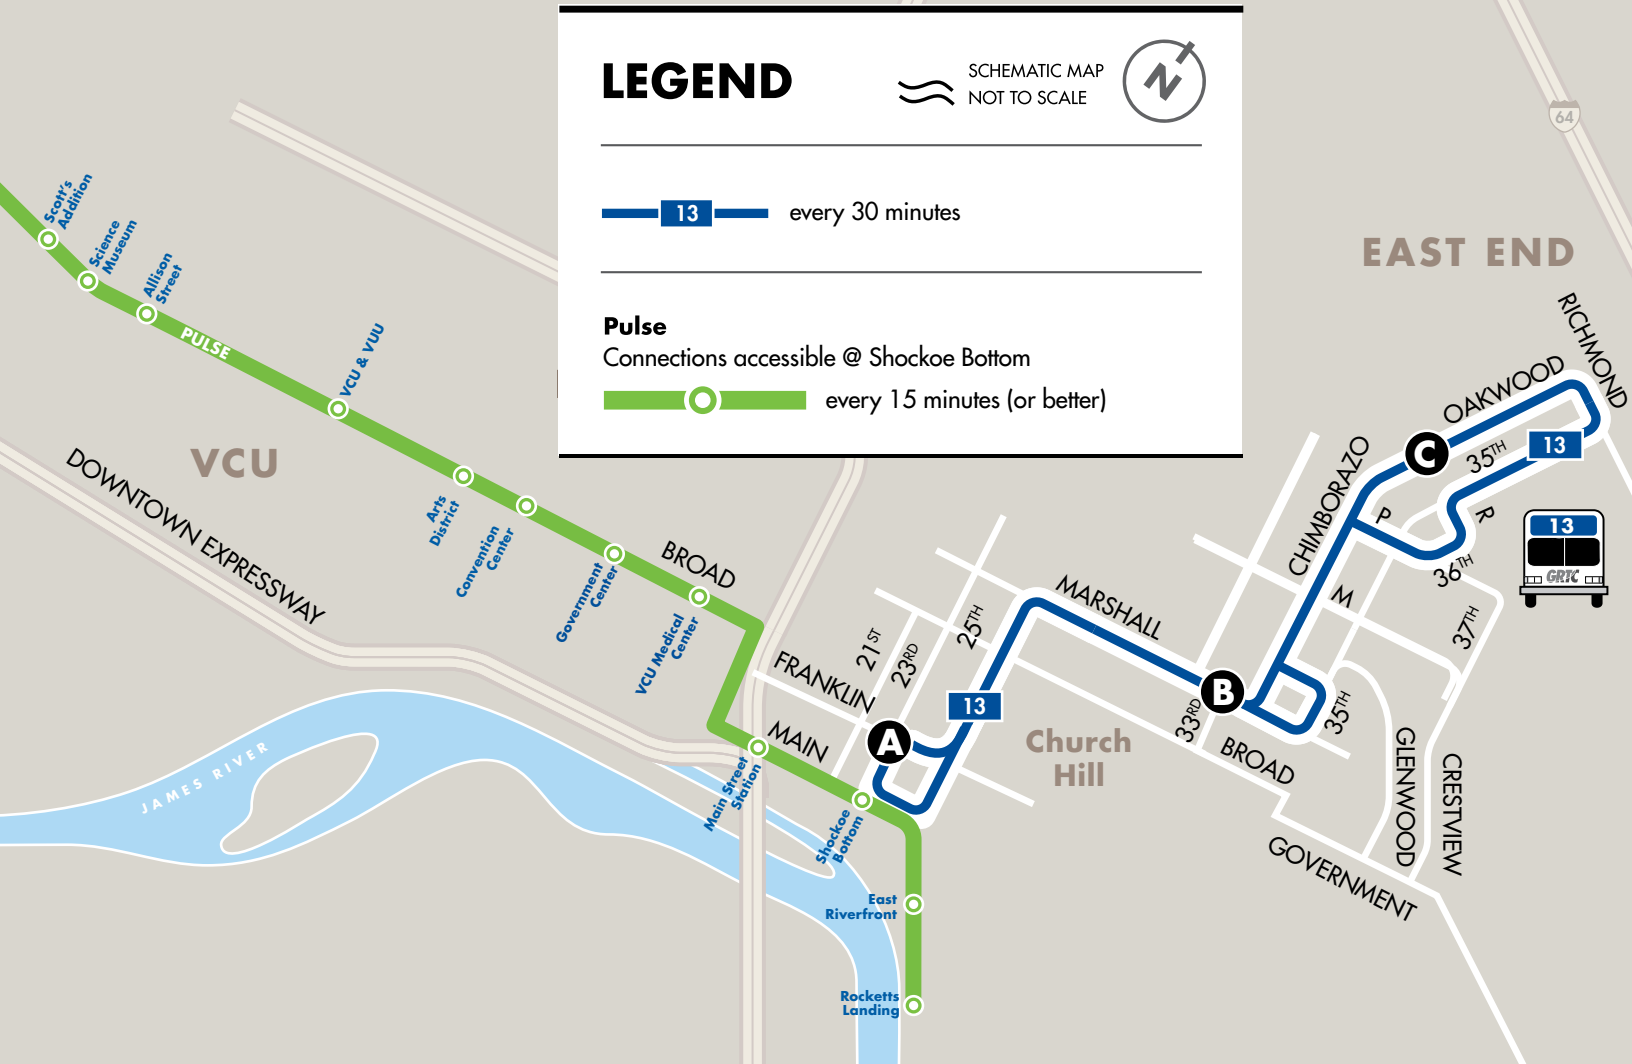 LEGEND
SCHEMATIC MAP
NOT TO SCALE
N
13
every 30 minutes
Pulse
Connections accessible @ Shockoe Bottom
every 15 minutes (or better)
64
EAST END
Scott's
Addition
Science
Museum
Allison
Street
PULSE
VCU & VUU
VCU
DOWNTOWN EXPRESSWAY
Arts
District
Convention
Center
Government
Center
BROAD
VCU Medical
Center
JAMES RIVER
FRANKLIN
MAIN
Main Street
Station
Shockoe
Bottom
East
Riverfront
Rocketts
Landing
21ST
23RD
25TH
A
13
MARSHALL
Church
Hill
33RD
B
BROAD
35TH
GOVERNMENT
GLENWOOD
CRESTVIEW
CHIMBORAZO
C
OAKWOOD
RICHMOND
35TH
13
P
R
36TH
M
37TH
13
GRTC